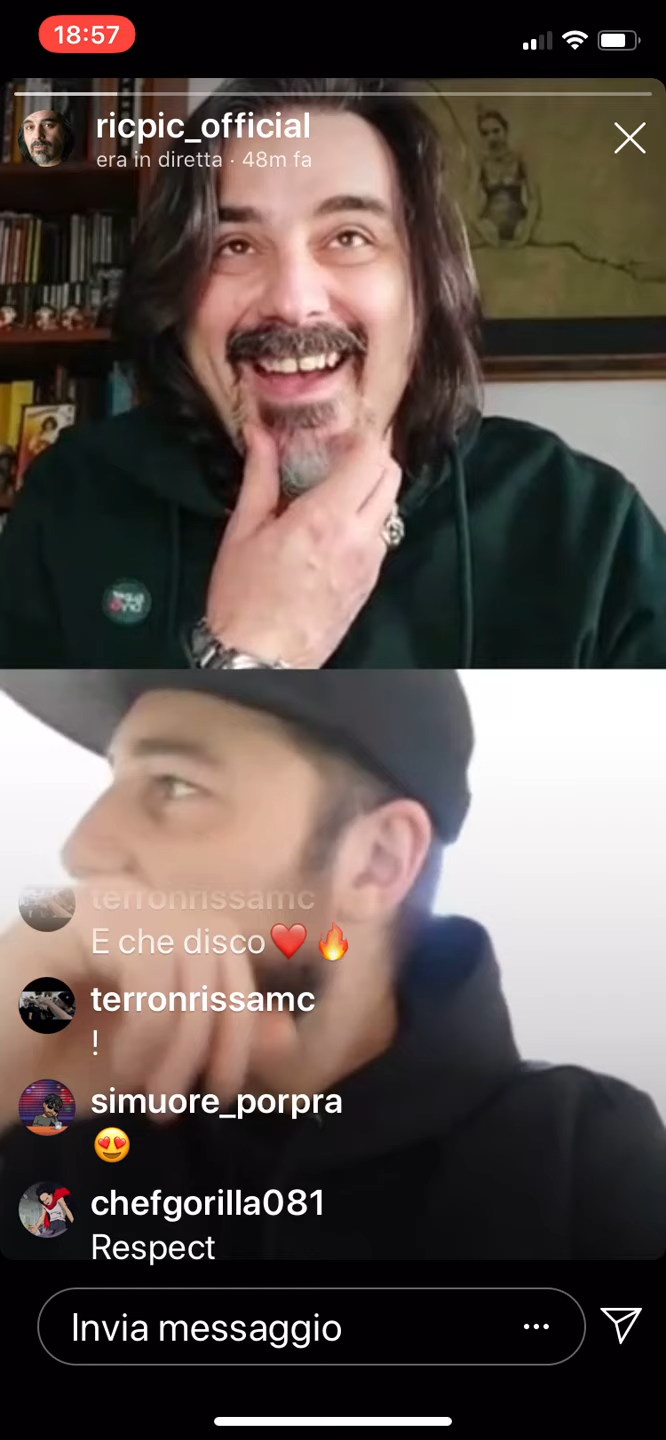 18:57
ricpic_official
era in diretta · 48m fa
terronrissamc
E che disco❤️🔥
terronrissamc
!
simuore_porpra
😍
chefgorilla081
Respect
Invia messaggio